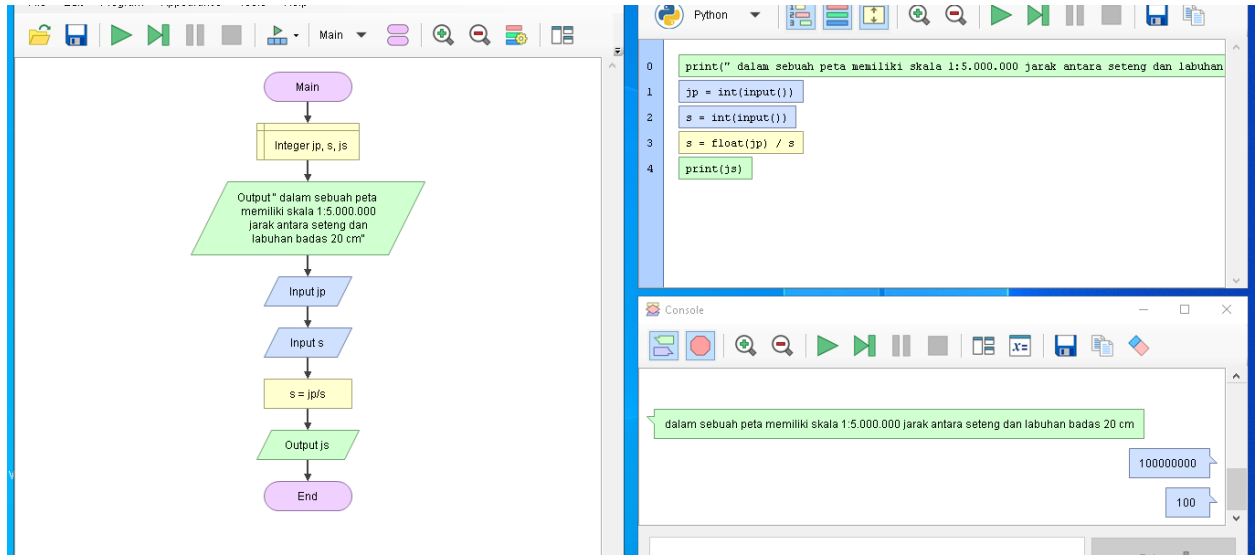 Main
Main
Integer jp, s, js
Output " dalam sebuah peta
memiliki skala 1:5.000.000
jarak antara seteng dan
labuhan badas 20 cm"
Input jp
Input s
s = jp/s
Output js
End
Python
0 print(" dalam sebuah peta memiliki skala 1:5.000.000 jarak antara seteng dan labuhan
1 jp = int(input())
2 s = int(input())
3 s = float(jp) / s
4 print(js)
Console
dalam sebuah peta memiliki skala 1:5.000.000 jarak antara seteng dan labuhan badas 20 cm
100000000
100